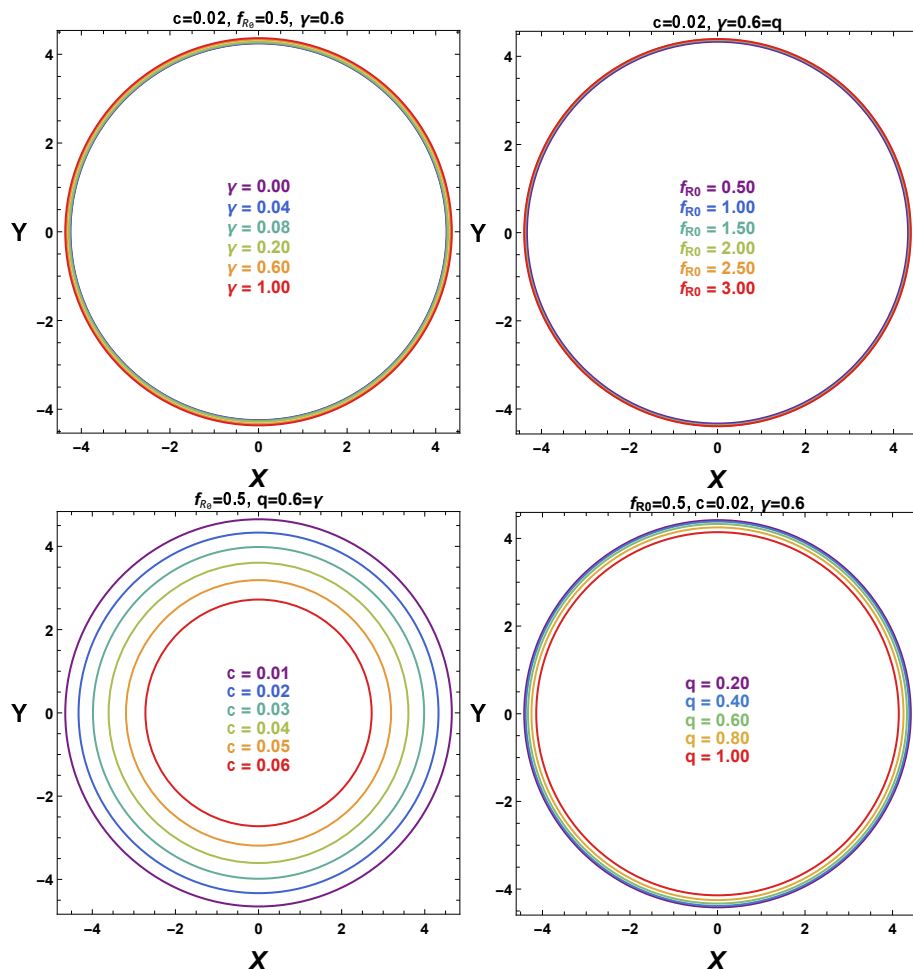 c=0.02, f_{R_0}=0.5, γ=0.6
4
2
0
-2
-4
Y
γ = 0.00
γ = 0.04
γ = 0.08
γ = 0.20
γ = 0.60
γ = 1.00
-4 -2 0 2 4
X
c=0.02, γ=0.6=q
4
2
0
-2
-4
Y
f_{R0} = 0.50
f_{R0} = 1.00
f_{R0} = 1.50
f_{R0} = 2.00
f_{R0} = 2.50
f_{R0} = 3.00
-4 -2 0 2 4
X
f_{R_0}=0.5, q=0.6=γ
4
2
0
-2
-4
Y
c = 0.01
c = 0.02
c = 0.03
c = 0.04
c = 0.05
c = 0.06
-4 -2 0 2 4
X
f_{R0}=0.5, c=0.02, γ=0.6
4
2
0
-2
-4
Y
q = 0.20
q = 0.40
q = 0.60
q = 0.80
q = 1.00
-4 -2 0 2 4
X